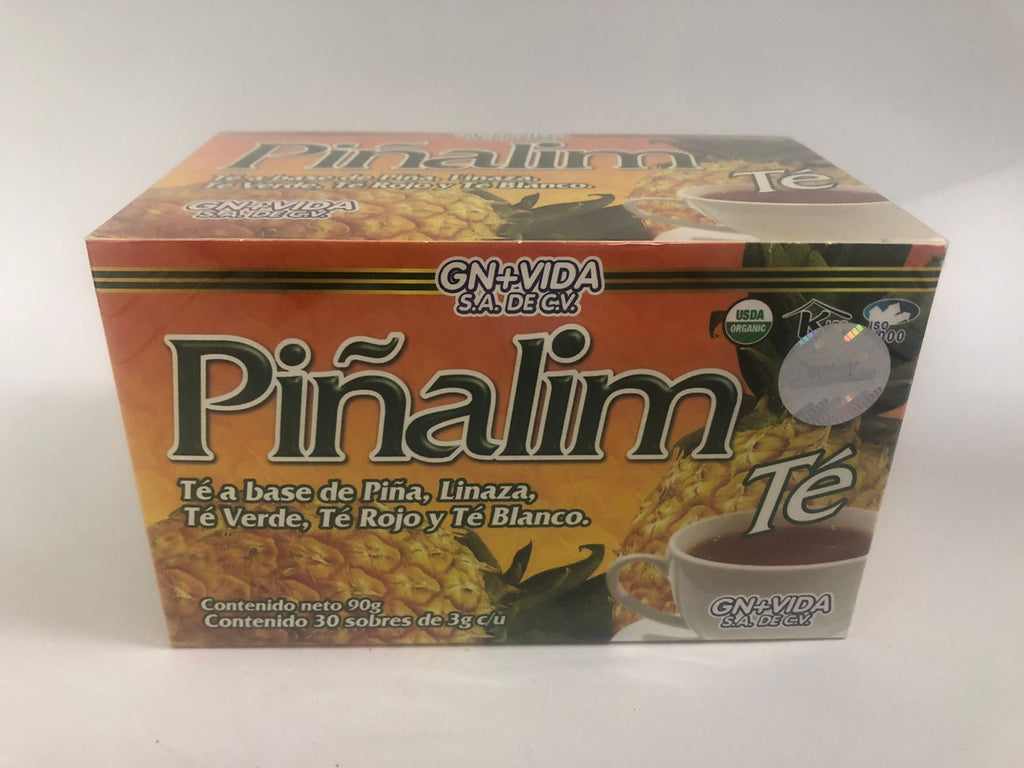 Piñalim
Té a base de Piña, Linaza,
Té Verde, Té Rojo y Té Blanco.
Té
GN+VIDA
S.A. DE C.V.
GN+VIDA
S.A. DE C.V.
USDA
ORGANIC
K
ISO
Piñalim
Té a base de Piña, Linaza,
Té Verde, Té Rojo y Té Blanco.
Té
Contenido neto 90g
Contenido 30 sobres de 3g c/u
GN+VIDA
S.A. DE C.V.